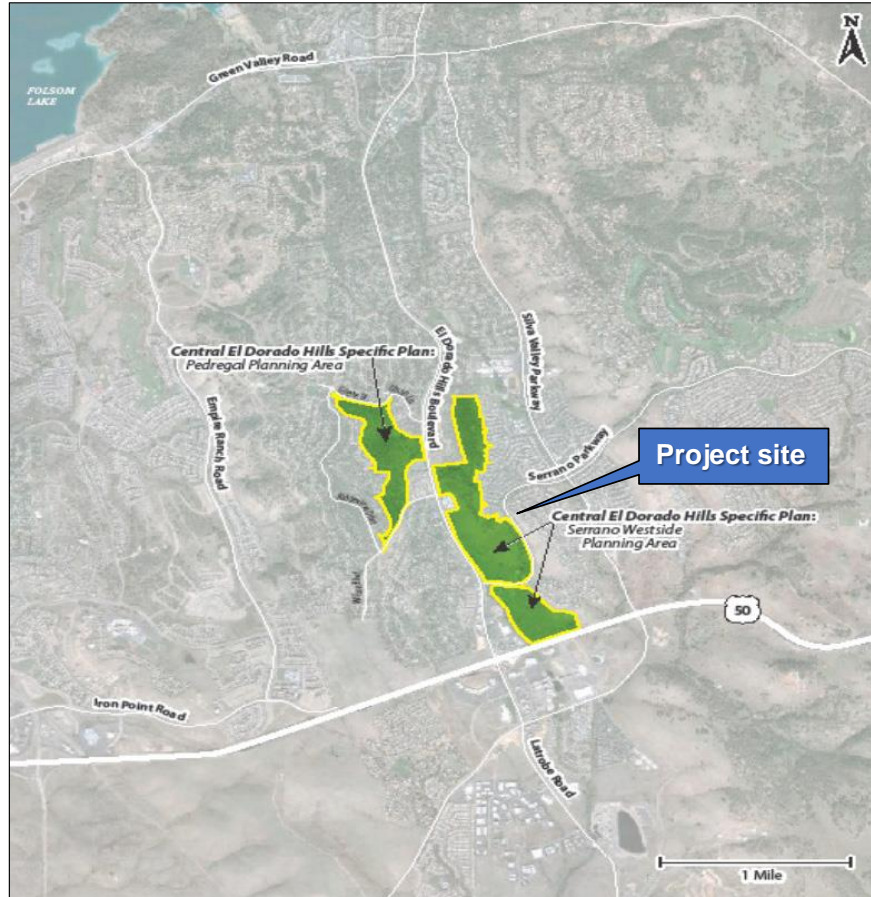 N
Green Valley Road
FOLSOM
LAKE
El Dorado Hills Boulevard
Silva Valley Parkway
Central El Dorado Hills Specific Plan:
Pedregal Planning Area
Empire Ranch Road
Serrano Parkway
Project site
Central El Dorado Hills Specific Plan:
Serrano Westside
Planning Area
50
Iron Point Road
Latrobe Road
1 Mile